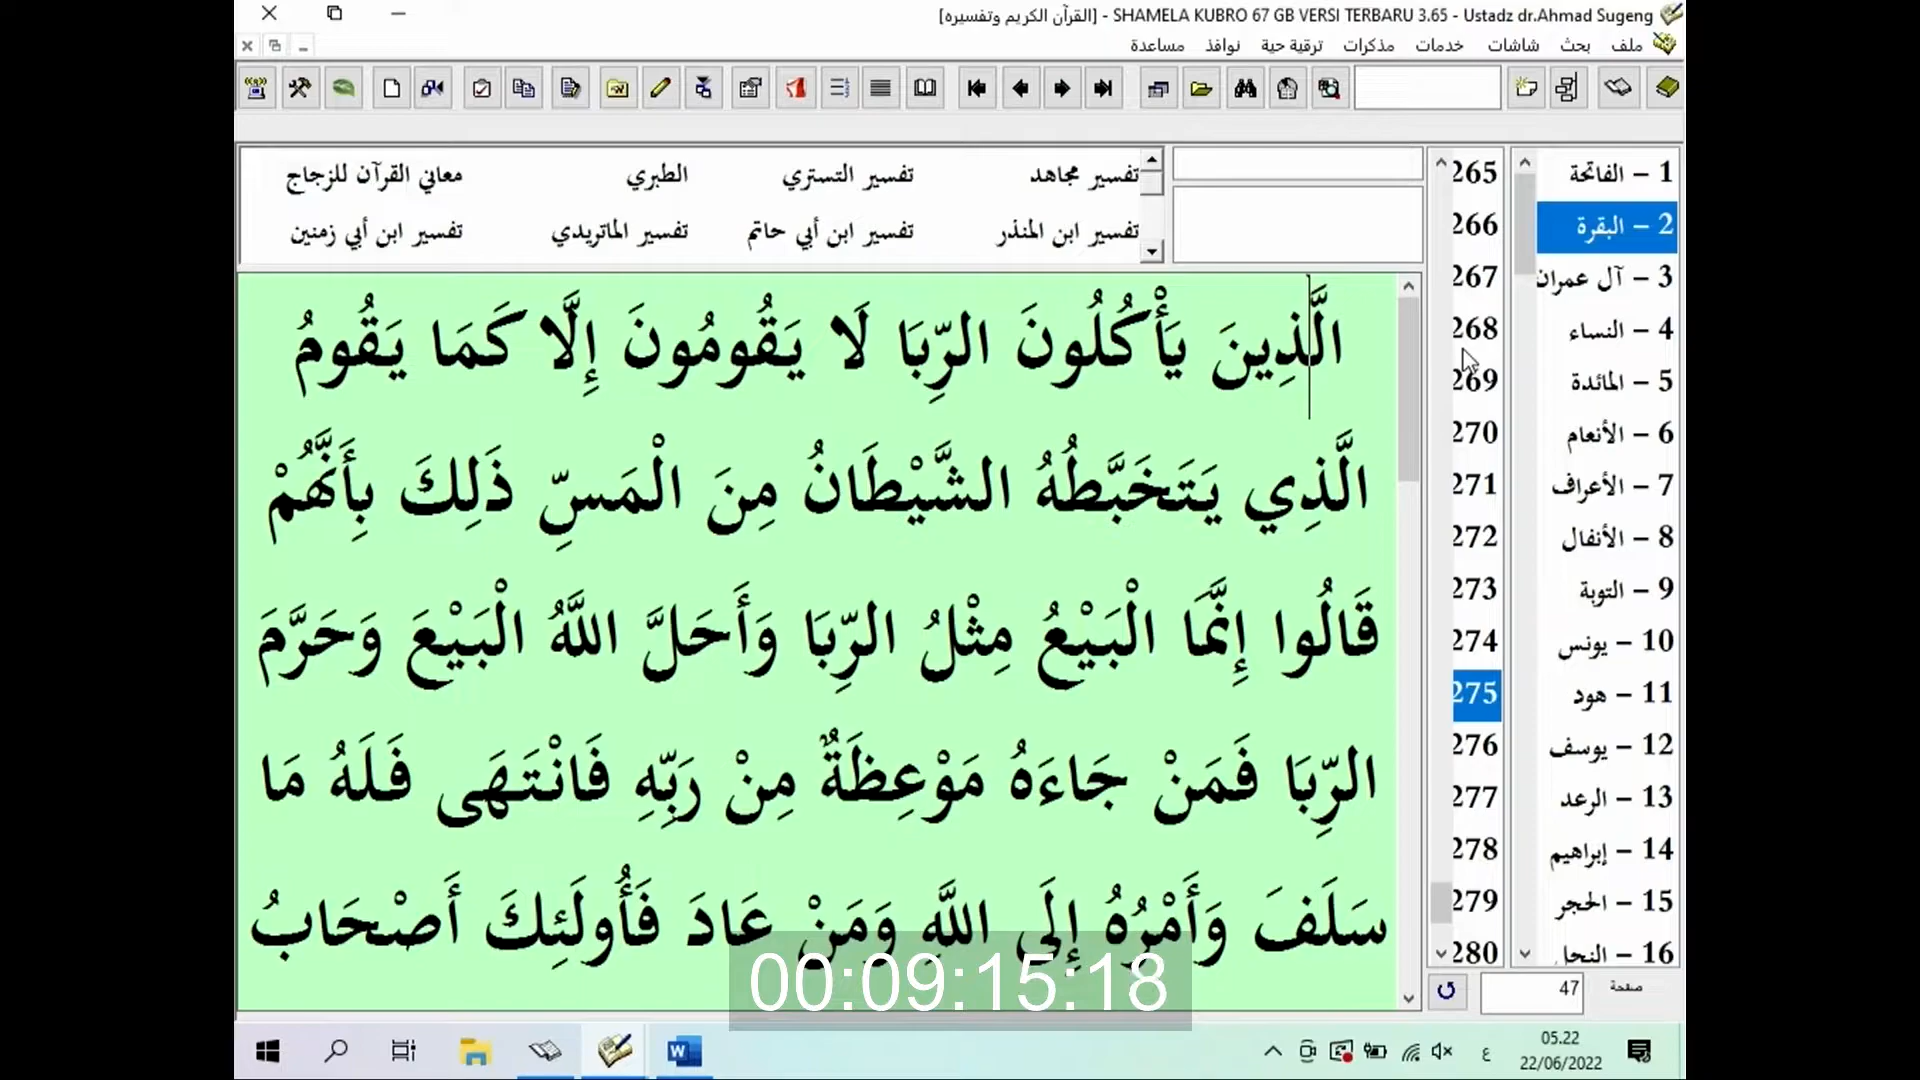 [القرآن الكريم وتفسيره] - SHAMELA KUBRO 67 GB VERSI TERBARU 3.65 - Ustadz dr.Ahmad Sugeng
ملف بحث شاشات خدمات مذكرات ترقية حية نوافذ مساعدة
تفسير مجاهد تفسير التستري الطبري معاني القرآن للزجاج
تفسير ابن المنذر تفسير ابن أبي حاتم تفسير الماتريدي تفسير ابن أبي زمنين
1 – الفاتحة
2 – البقرة
3 – آل عمران
4 – النساء
5 – المائدة
6 – الأنعام
7 – الأعراف
8 – الأنفال
9 – التوبة
10 – يونس
11 – هود
12 – يوسف
13 – الرعد
14 – إبراهيم
15 – الحجر
16 – النحل
265
266
267
268
269
270
271
272
273
274
275
276
277
278
279
280
الَّذِينَ يَأْكُلُونَ الرِّبَا لَا يَقُومُونَ إِلَّا كَمَا يَقُومُ
الَّذِي يَتَخَبَّطُهُ الشَّيْطَانُ مِنَ الْمَسِّ ذَلِكَ بِأَنَّهُمْ
قَالُوا إِنَّمَا الْبَيْعُ مِثْلُ الرِّبَا وَأَحَلَّ اللَّهُ الْبَيْعَ وَحَرَّمَ
الرِّبَا فَمَنْ جَاءَهُ مَوْعِظَةٌ مِنْ رَبِّهِ فَانْتَهَى فَلَهُ مَا
سَلَفَ وَأَمْرُهُ إِلَى اللَّهِ وَمَنْ عَادَ فَأُولَئِكَ أَصْحَابُ
00:09:15:18
صفحة 47
ع
05.22
22/06/2022